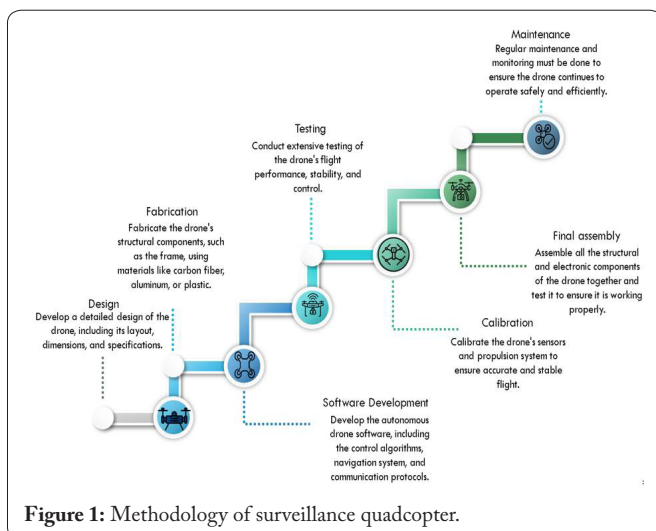 Maintenance
Regular maintenance and
monitoring must be done to
ensure the drone continues to
operate safely and efficiently.
Testing
Conduct extensive testing of
the drone's flight
performance, stability, and
control.
Fabrication
Fabricate the drone's
structural components, such
as the frame, using
materials like carbon fiber,
aluminum, or plastic.
Design
Develop a detailed design of the
drone, including its layout,
dimensions, and specifications.
Final assembly
Assemble all the structural
and electronic components
of the drone together and
test it to ensure it is working
properly.
Calibration
Calibrate the drone's sensors
and propulsion system to
ensure accurate and stable
flight.
Software Development
Develop the autonomous
drone software, including
the control algorithms,
navigation system, and
communication protocols.
Figure 1: Methodology of surveillance quadcopter.